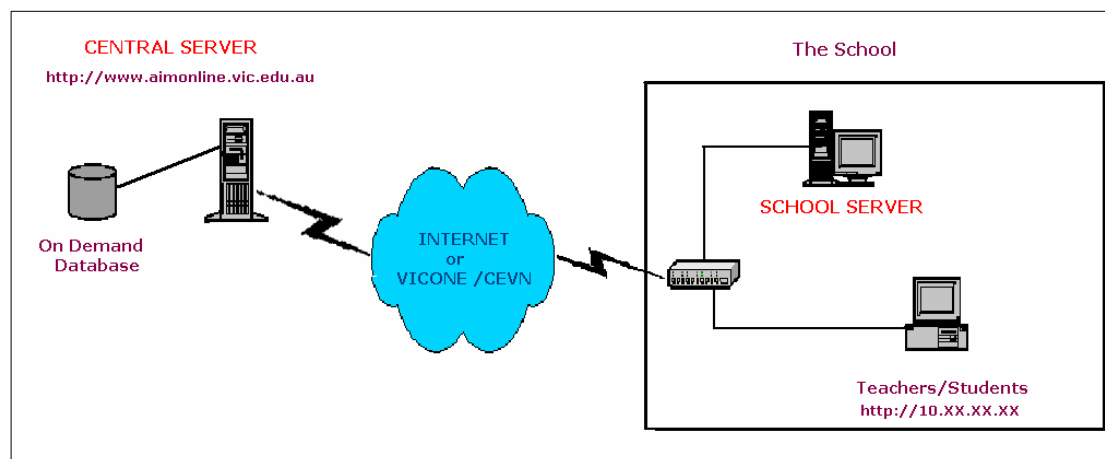 CENTRAL SERVER
http://www.aimonline.vic.edu.au
On Demand
Database
INTERNET
or
VICONE /CEVN
The School
SCHOOL SERVER
Teachers/Students
http://10.XX.XX.XX